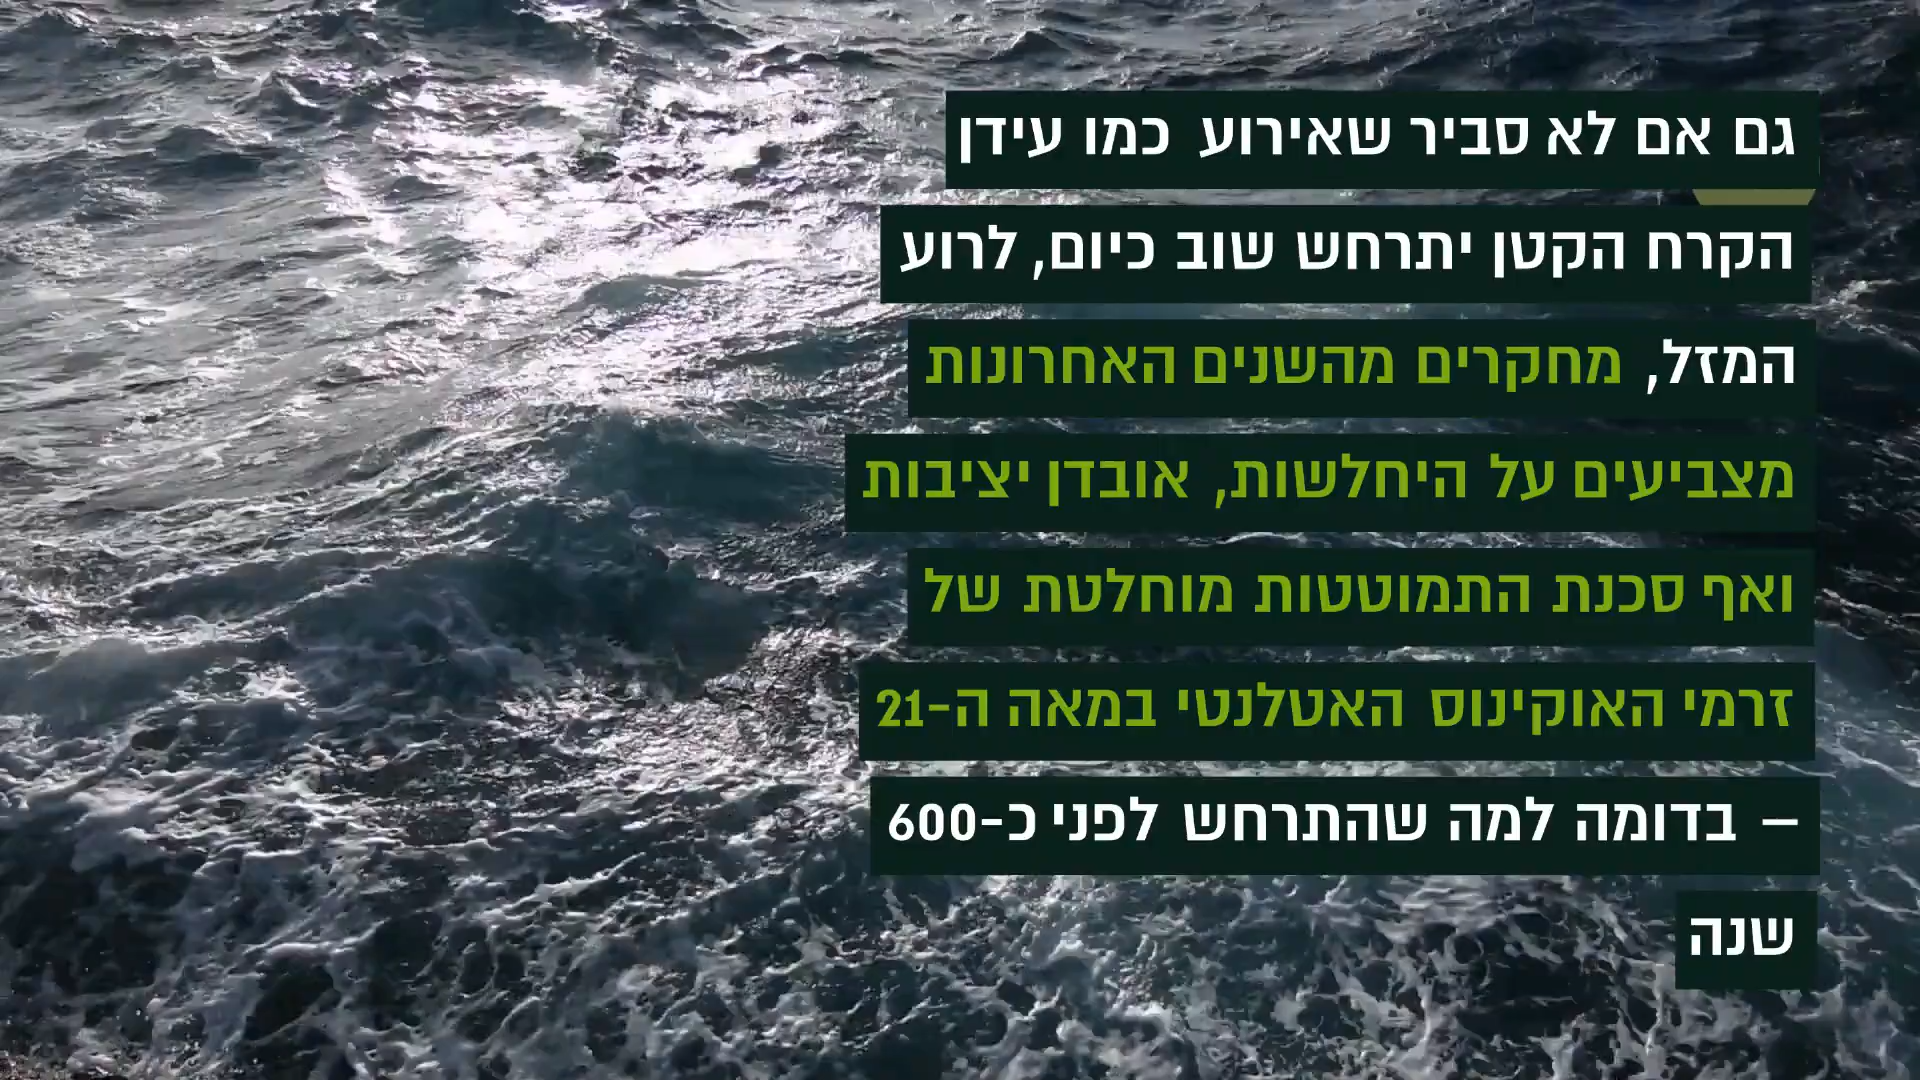 גם אם לא סביר שאירוע כמו עידן
הקרח הקטן יתרחש שוב כיום, לרוע
המזל, מחקרים מהשנים האחרונות
מצביעים על היחלשות, אובדן יציבות
ואף סכנת התמוטטות מוחלטת של
זרמי האוקינוס האטלנטי במאה ה-21
– בדומה למה שהתרחש לפני כ-600
שנה